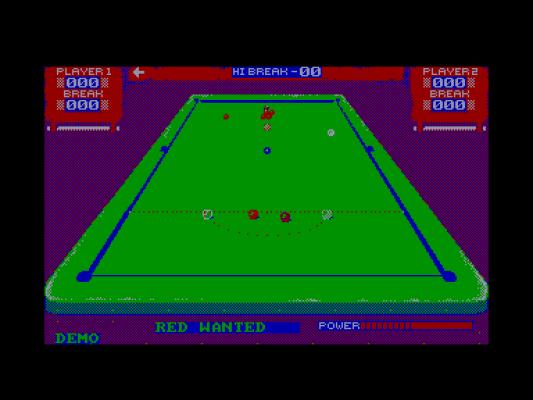 PLAYER 1 HI BREAK - 00 PLAYER 2
000 000
BREAK BREAK
000 000
RED WANTED POWER
DEMO